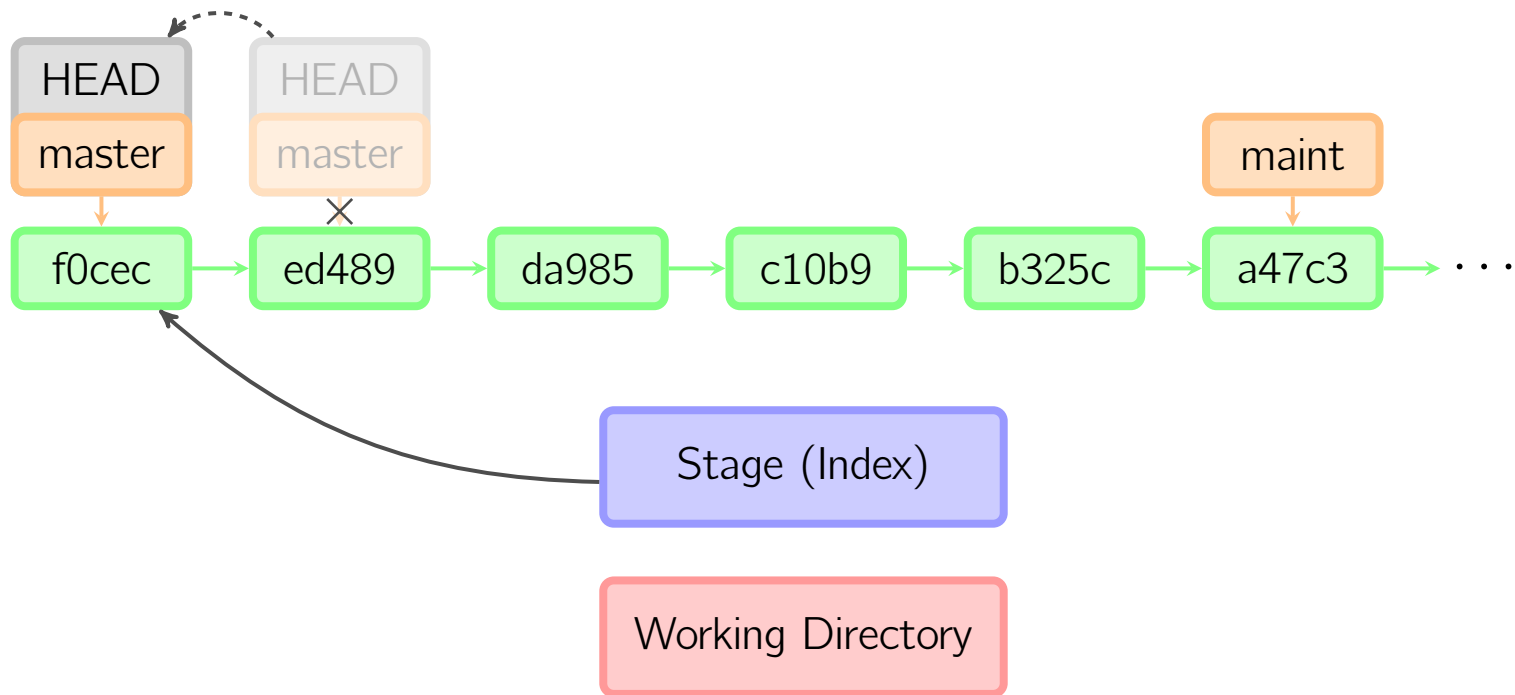 HEAD HEAD
master master maint
f0cec ed489 da985 c10b9 b325c a47c3 ...
Stage (Index)
Working Directory